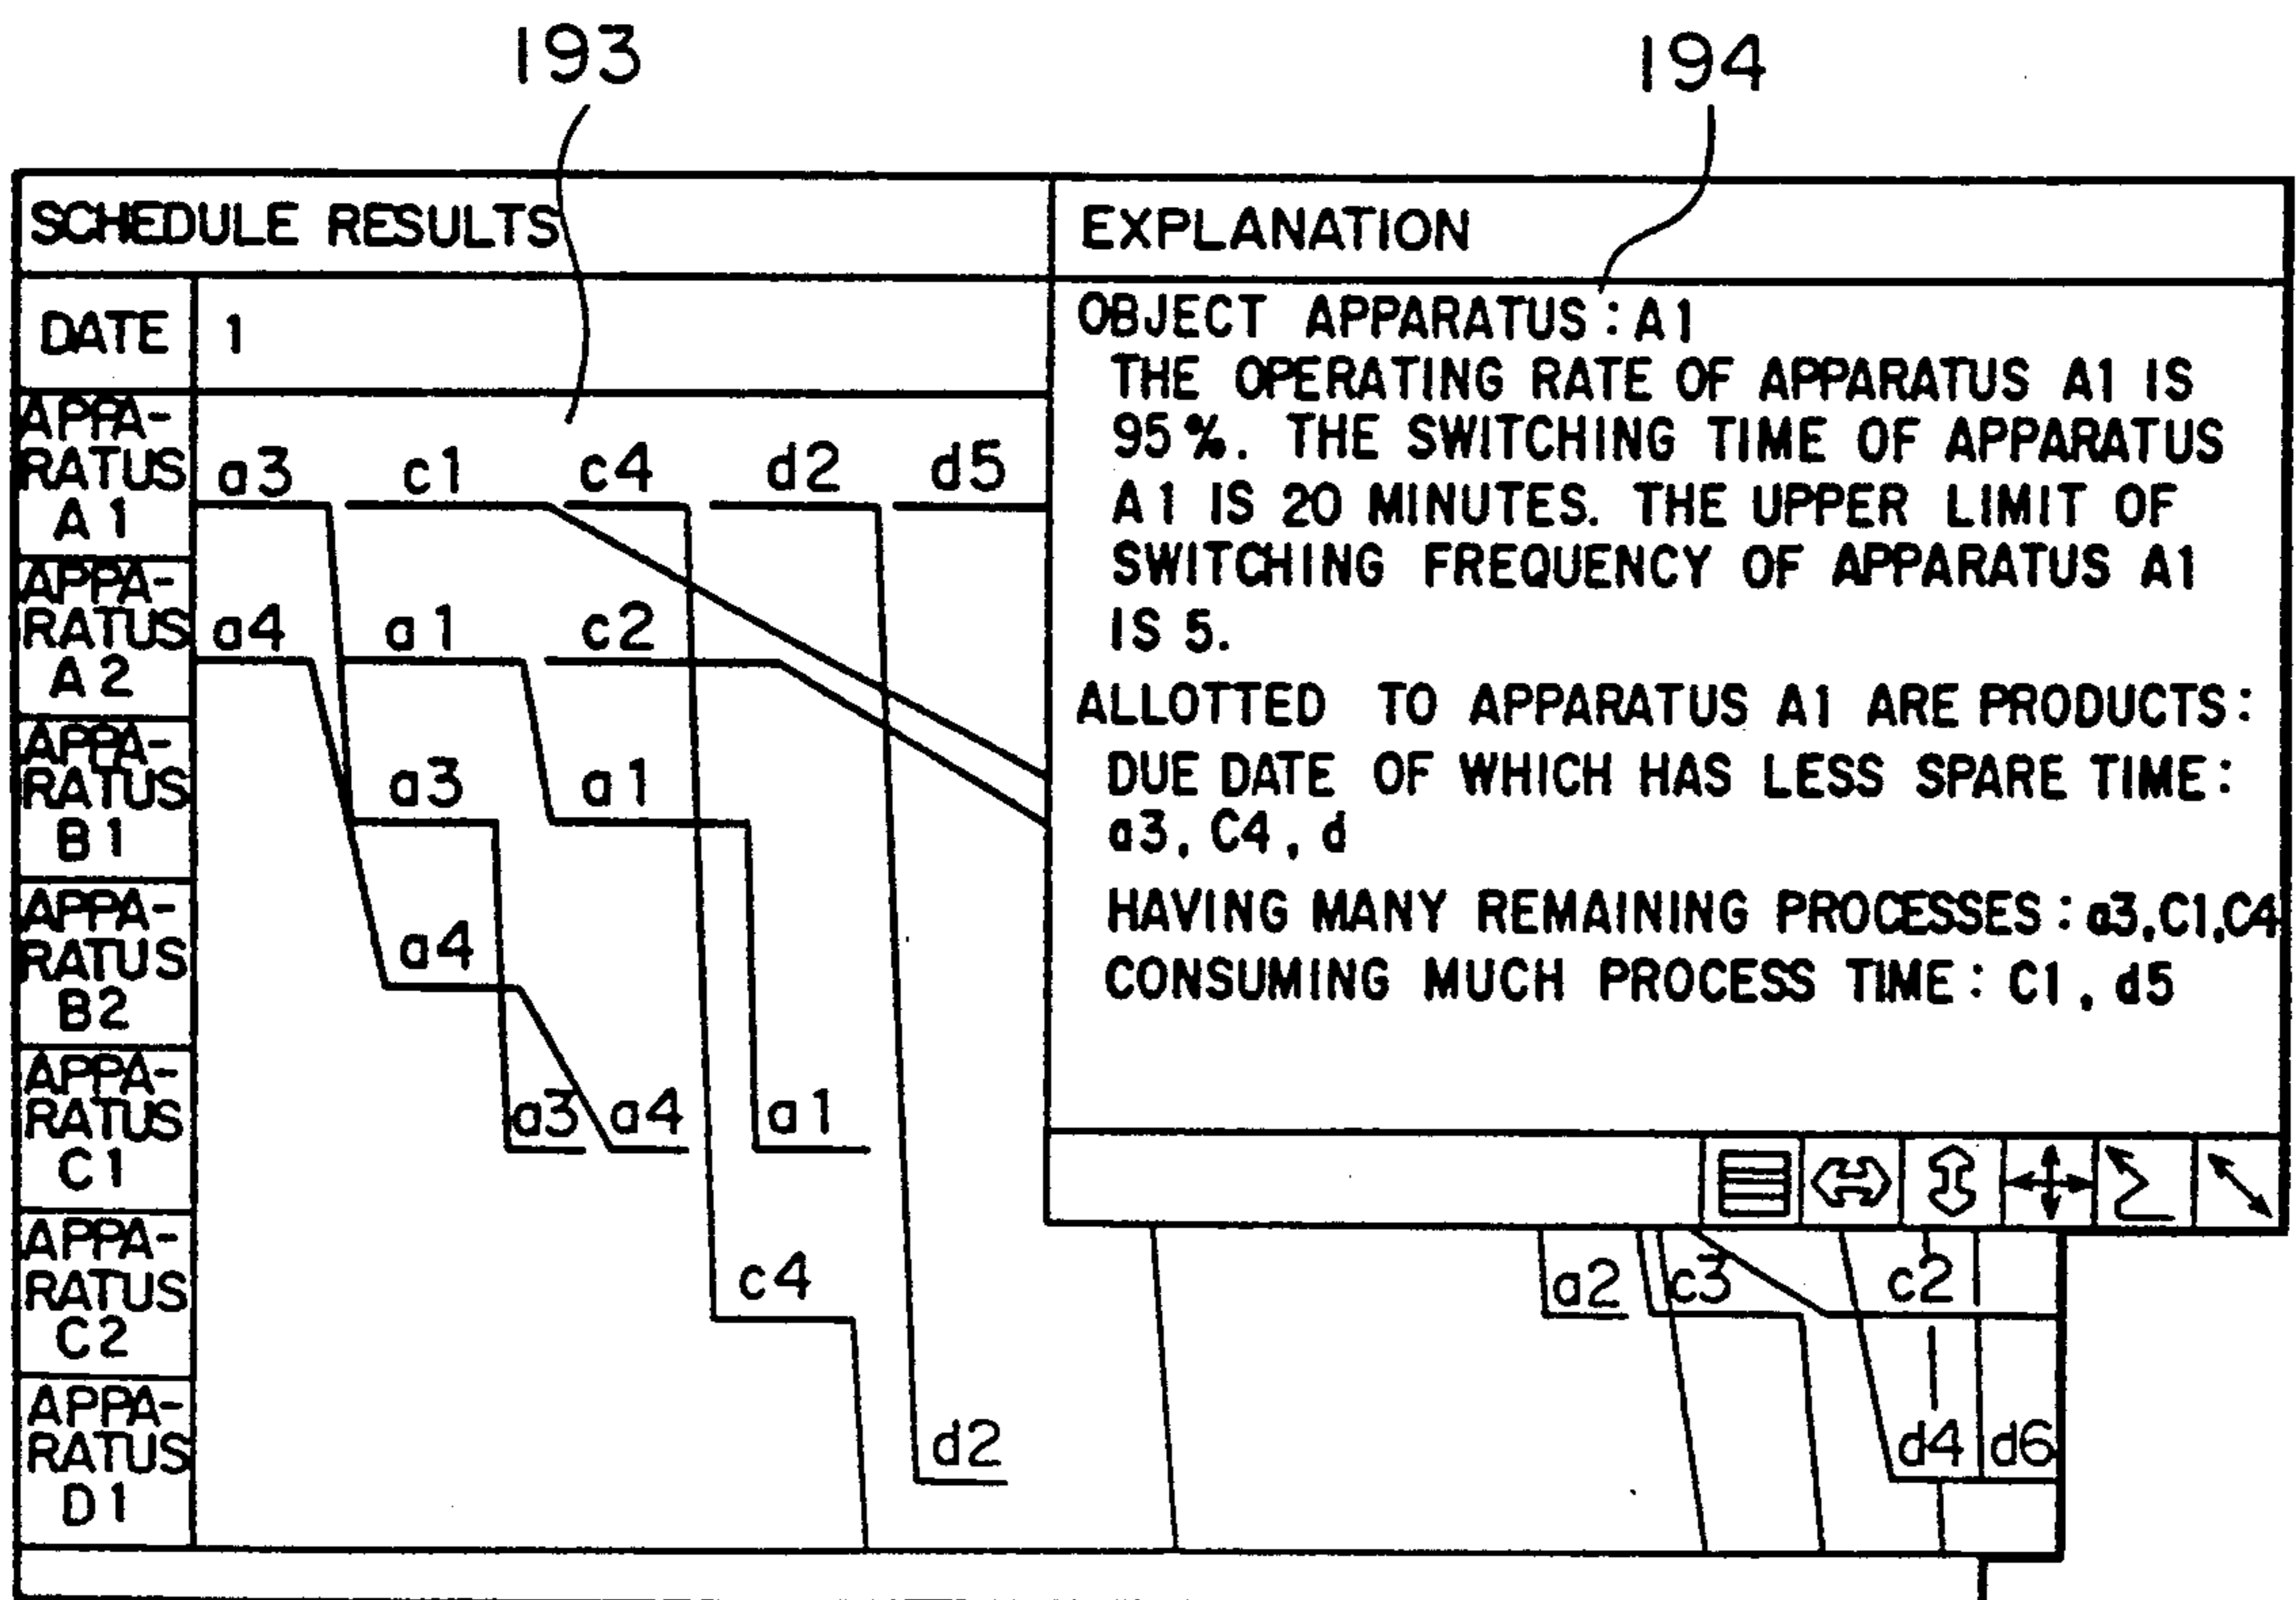 193
194
SCHEDULE RESULTS
DATE 1
APPA-
RATUS
A1
a3 c1 c4 d2 d5
APPA-
RATUS
A2
a4 a1 c2
APPA-
RATUS
B1
a3 a1
APPA-
RATUS
B2
a4
APPA-
RATUS
C1
a3 a4 a1
APPA-
RATUS
C2
c4 a2 c3 c2
APPA-
RATUS
D1
d2 d4 d6
EXPLANATION
OBJECT APPARATUS : A1
THE OPERATING RATE OF APPARATUS A1 IS
95%. THE SWITCHING TIME OF APPARATUS
A1 IS 20 MINUTES. THE UPPER LIMIT OF
SWITCHING FREQUENCY OF APPARATUS A1
IS 5.
ALLOTTED TO APPARATUS A1 ARE PRODUCTS:
DUE DATE OF WHICH HAS LESS SPARE TIME:
a3, C4, d
HAVING MANY REMAINING PROCESSES : a3,C1,C4
CONSUMING MUCH PROCESS TIME: C1, d5